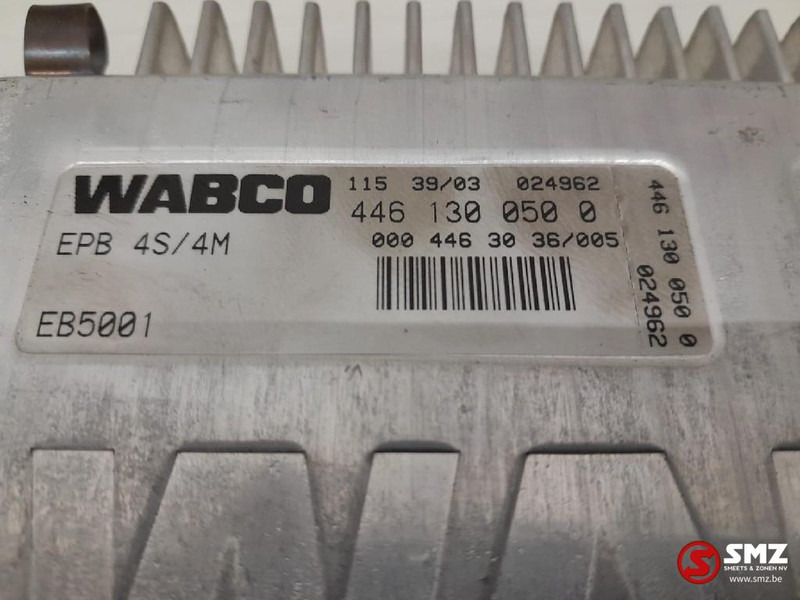 WABCO
115 39/03 024962
446 130 050 0
000 446 30 36/005
EPB 4S/4M
EB5001
446 130 050 0
024962
SMZ
SMEETS & ZONEN NV
www.smz.be